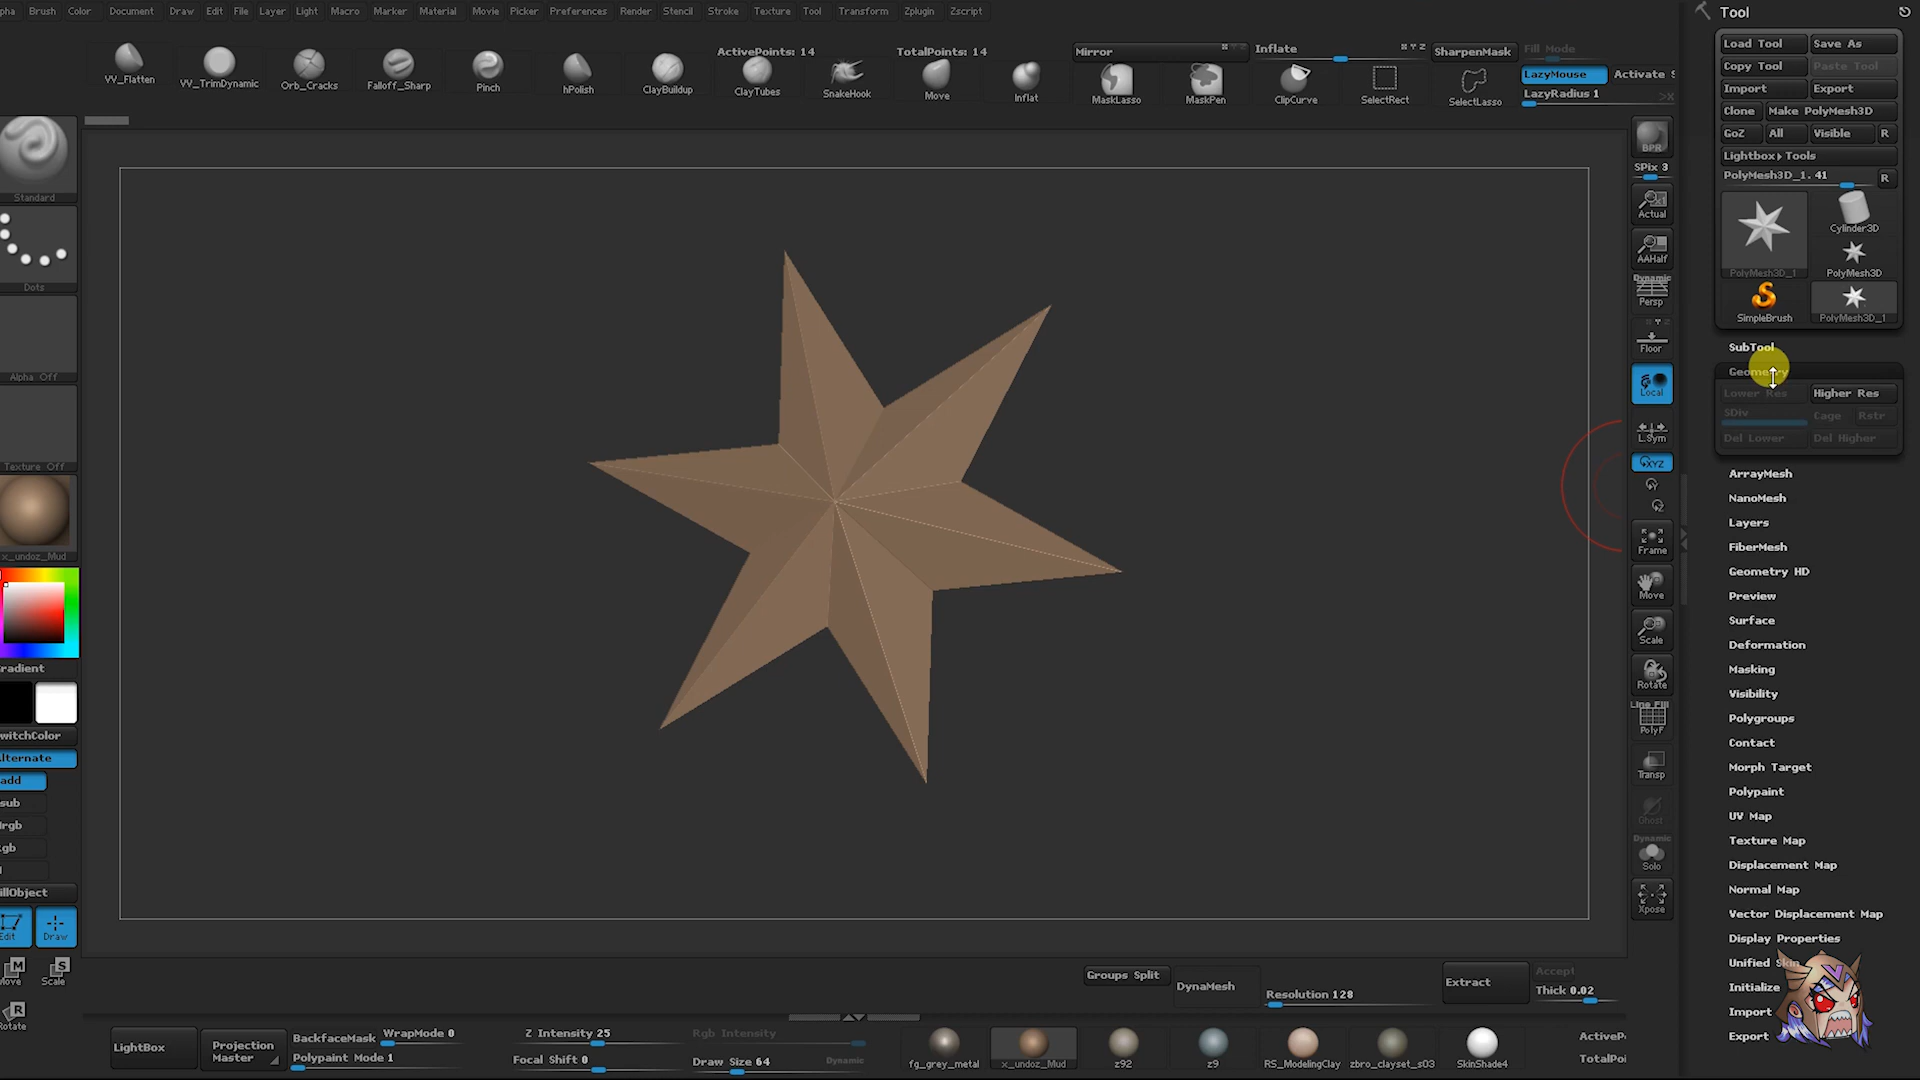 pha Brush Color Document Draw Edit File Layer Light Macro Marker Material Movie Picker Preferences Render Stencil Stroke Texture Tool Transform Zplugin Zscript
VV_Flatten
VV_TrimDynamic
Orb_Cracks
Falloff_Sharp
Pinch
hPolish
ClayBuildup
ActivePoints: 14
ClayTubes
SnakeHook
TotalPoints: 14
Move
Inflat
Mirror
Inflate
MaskLasso
MaskPen
ClipCurve
SelectRect
SharpenMask
SelectLasso
Fill Mode
LazyMouse
Activate S
LazyRadius 1
Standard
Dots
Alpha Off
Texture Off
x_undoz_Mud
radient
witchColor
lternate
add
sub
rgb
gb
illObject
Edit
Draw
M
Move
S
Scale
R
Rotate
BPR
SPix 3
Actual
AAHalf
Dynamic
Persp
Floor
Local
L.Sym
XYZ
Frame
Move
Scale
Rotate
Line Fill
PolyF
Transp
Ghost
Dynamic
Solo
Xpose
Tool
Load Tool
Save As
Copy Tool
Paste Tool
Import
Export
Clone
Make PolyMesh3D
GoZ
All
Visible
R
Lightbox▸Tools
PolyMesh3D_1. 41
R
PolyMesh3D_1
Cylinder3D
PolyMesh3D
SimpleBrush
PolyMesh3D_1
SubTool
Geometry
Lower Res
Higher Res
SDiv
Cage
Rstr
Del Lower
Del Higher
ArrayMesh
NanoMesh
Layers
FiberMesh
Geometry HD
Preview
Surface
Deformation
Masking
Visibility
Polygroups
Contact
Morph Target
Polypaint
UV Map
Texture Map
Displacement Map
Normal Map
Vector Displacement Map
Display Properties
Unified
Initialize
Import
Export
Groups Split
DynaMesh
Resolution 128
Extract
Accept
Thick 0.02
LightBox
Projection
Master
BackfaceMask
WrapMode 0
Polypaint Mode 1
Z Intensity 25
Focal Shift 0
Rgb Intensity
Draw Size 64
Dynamic
fg_grey_metal
x_undoz_Mud
z92
z9
RS_ModelingClay
zbro_clayset_s03
SkinShade4
ActiveP
TotalPoi